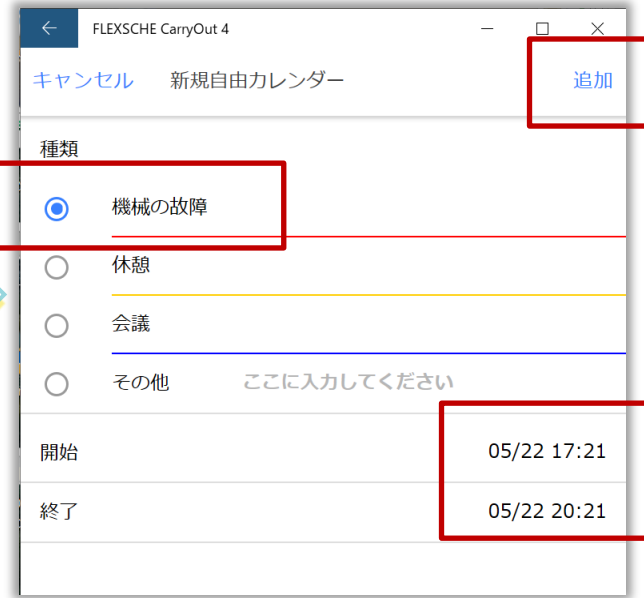 FLEXSCHE CarryOut 4
キャンセル 新規自由カレンダー 追加
種類
機械の故障
休憩
会議
その他 ここに入力してください
開始 05/22 17:21
終了 05/22 20:21